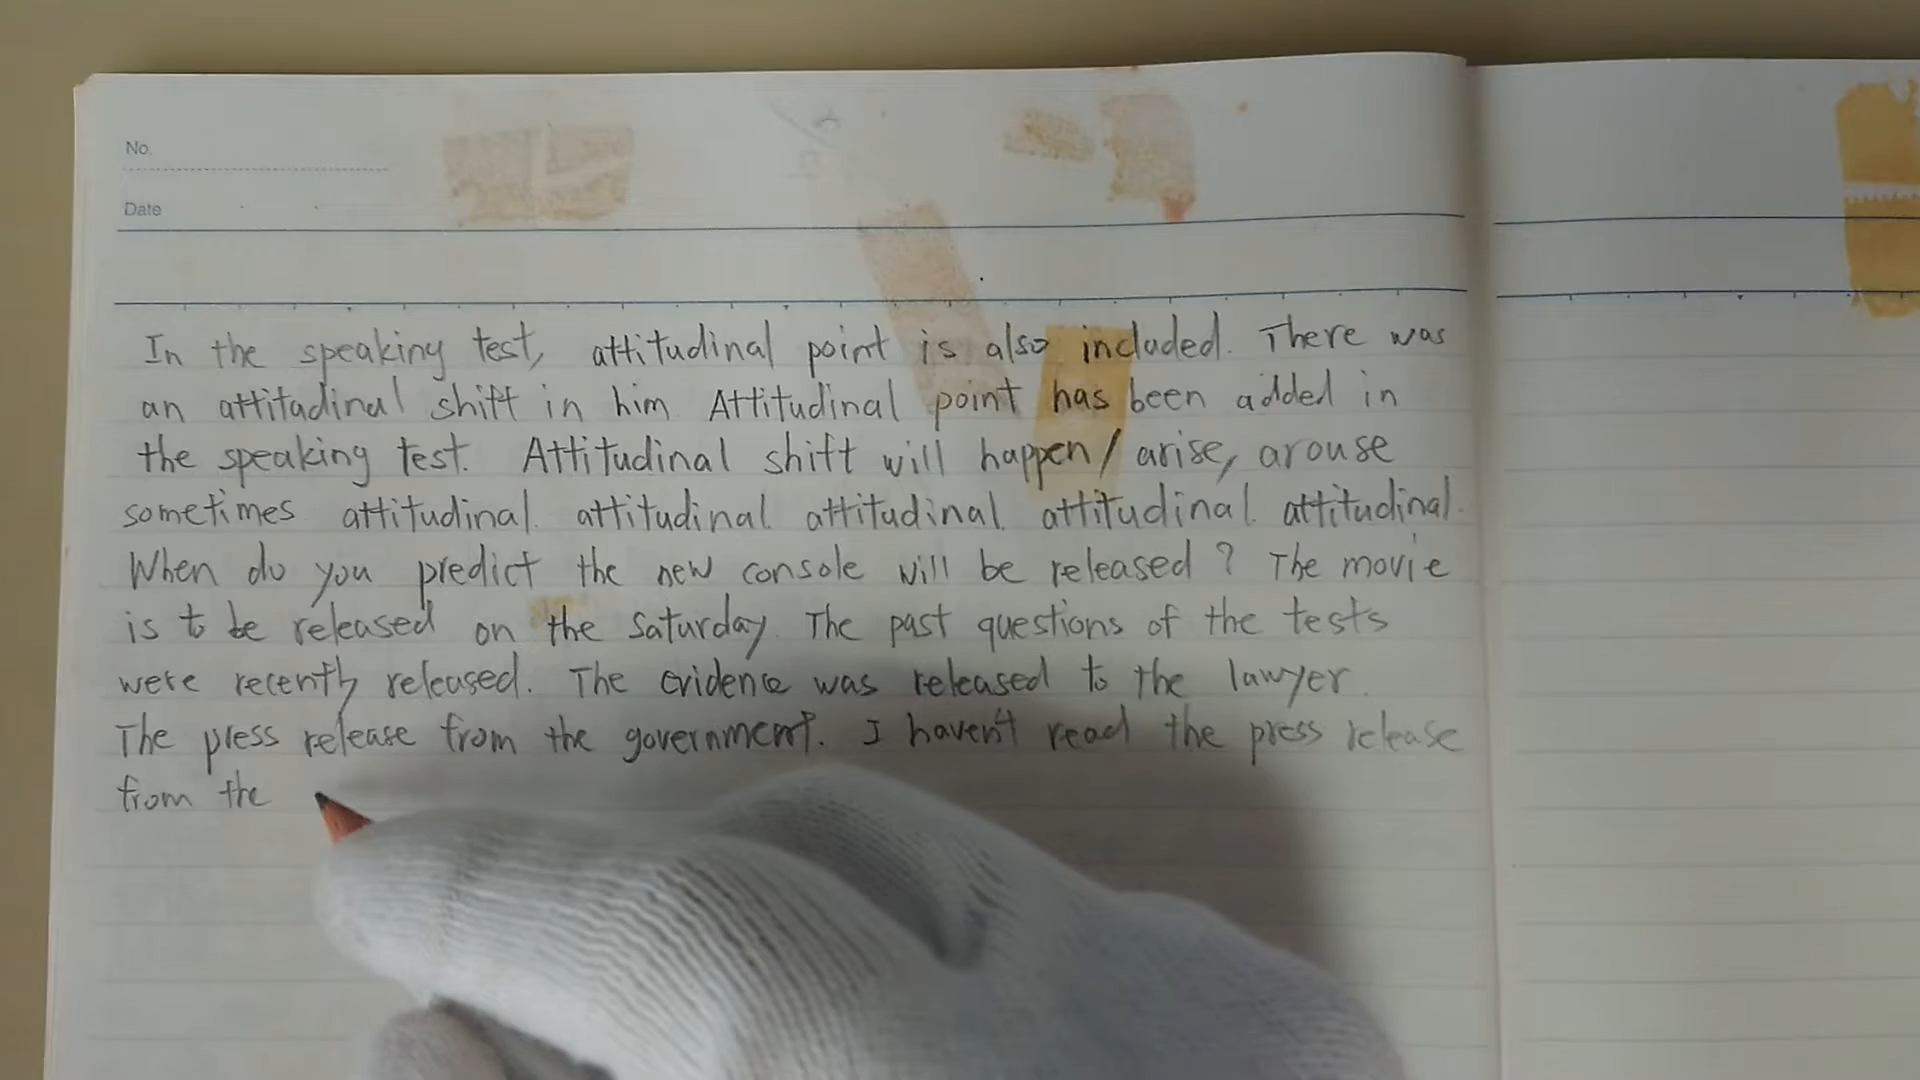 No.
Date
In the speaking test, attitudinal point is also included. There was
an attitudinal shift in him. Attitudinal point has been added in
the speaking test. Attitudinal shift will happen / arise, arouse
sometimes attitudinal. attitudinal. attitudinal. attitudinal. attitudinal.
When do you predict the new console will be released? The movie
is to be released on the Saturday. The past questions of the tests
were recently released. The evidence was released to the lawyer.
The press release from the government. I haven't read the press release
from the